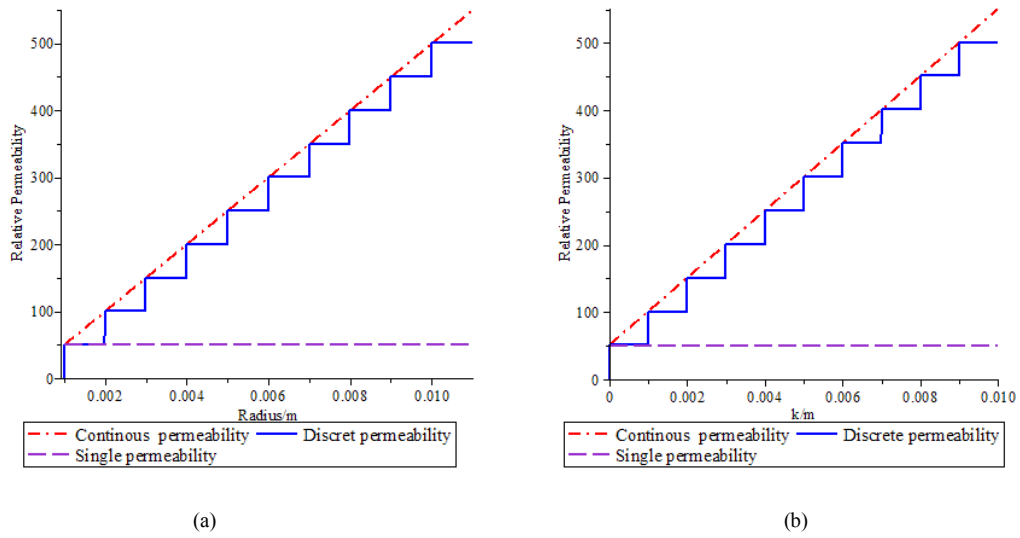 500
400
300
200
100
0
Relative Permeability
0.002 0.004 0.006 0.008 0.010
Radius/m
Continous permeability Discret permeability
Single permeability
(a)
500
400
300
200
100
0
Relative Permeability
0 0.002 0.004 0.006 0.008 0.010
k/m
Continous permeability Discrete permeability
Single permeability
(b)